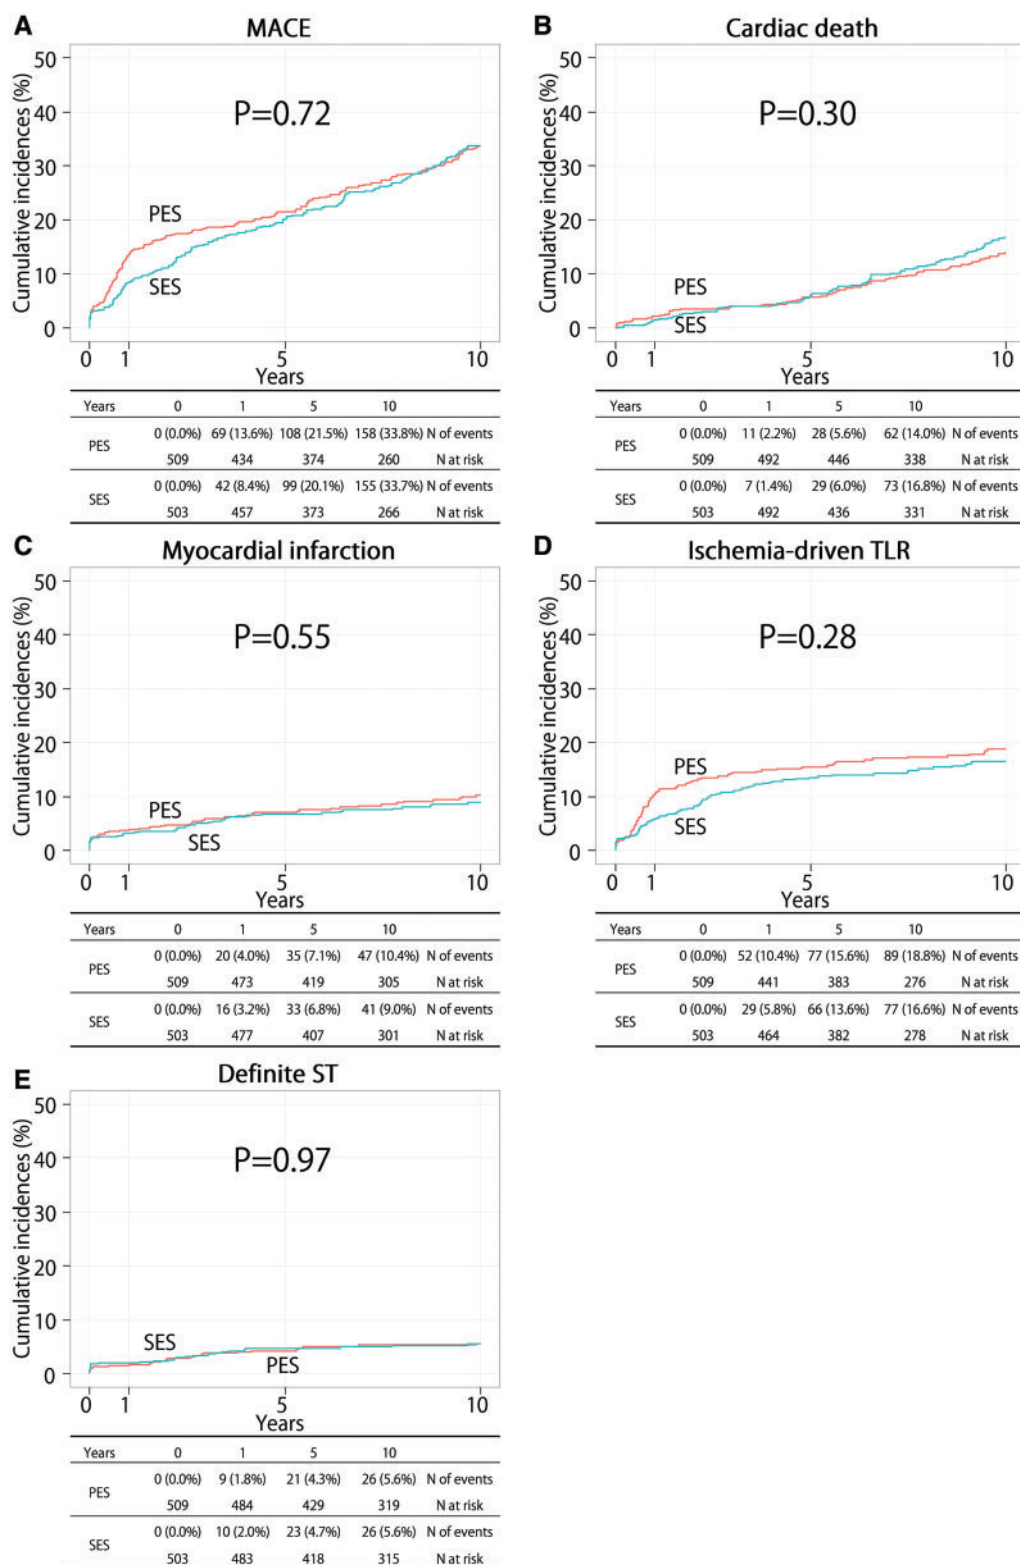 A
MACE
50
40
30
20
10
0
Cumulative incidences (%)
P=0.72
PES
SES
0 1 5 10
Years
Years 0 1 5 10
PES 0 (0.0%) 69 (13.6%) 108 (21.5%) 158 (33.8%) N of events
509 434 374 260 N at risk
SES 0 (0.0%) 42 (8.4%) 99 (20.1%) 155 (33.7%) N of events
503 457 373 266 N at risk
B
Cardiac death
50
40
30
20
10
0
Cumulative incidences (%)
P=0.30
PES
SES
0 1 5 10
Years
Years 0 1 5 10
PES 0 (0.0%) 11 (2.2%) 28 (5.6%) 62 (14.0%) N of events
509 492 446 338 N at risk
SES 0 (0.0%) 7 (1.4%) 29 (6.0%) 73 (16.8%) N of events
503 492 436 331 N at risk
C
Myocardial infarction
50
40
30
20
10
0
Cumulative incidences (%)
P=0.55
PES
SES
0 1 5 10
Years
Years 0 1 5 10
PES 0 (0.0%) 20 (4.0%) 35 (7.1%) 47 (10.4%) N of events
509 473 419 305 N at risk
SES 0 (0.0%) 16 (3.2%) 33 (6.8%) 41 (9.0%) N of events
503 477 407 301 N at risk
D
Ischemia-driven TLR
50
40
30
20
10
0
Cumulative incidences (%)
P=0.28
PES
SES
0 1 5 10
Years
Years 0 1 5 10
PES 0 (0.0%) 52 (10.4%) 77 (15.6%) 89 (18.8%) N of events
509 441 383 276 N at risk
SES 0 (0.0%) 29 (5.8%) 66 (13.6%) 77 (16.6%) N of events
503 464 382 278 N at risk
E
Definite ST
50
40
30
20
10
0
Cumulative incidences (%)
P=0.97
SES
PES
0 1 5 10
Years
Years 0 1 5 10
PES 0 (0.0%) 9 (1.8%) 21 (4.3%) 26 (5.6%) N of events
509 484 429 319 N at risk
SES 0 (0.0%) 10 (2.0%) 23 (4.7%) 26 (5.6%) N of events
503 483 418 315 N at risk